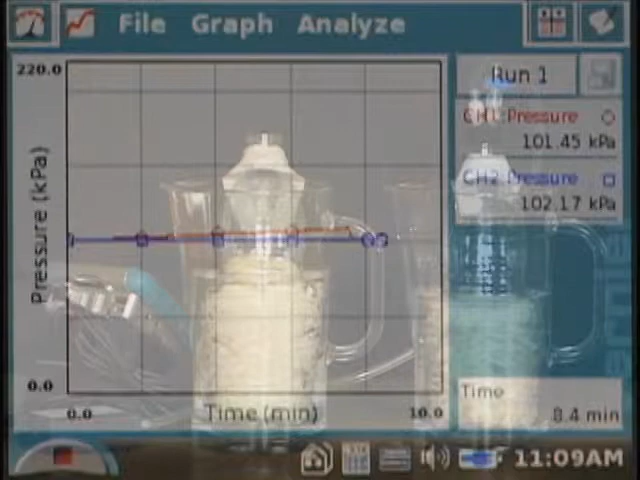 File Graph Analyze
220.0
Run 1
CH1 Pressure
101.45 kPa
CH2 Pressure
102.17 kPa
Pressure (kPa)
0.0
0.0 Time (min) 10.0
Time
8.4 min
11:09AM